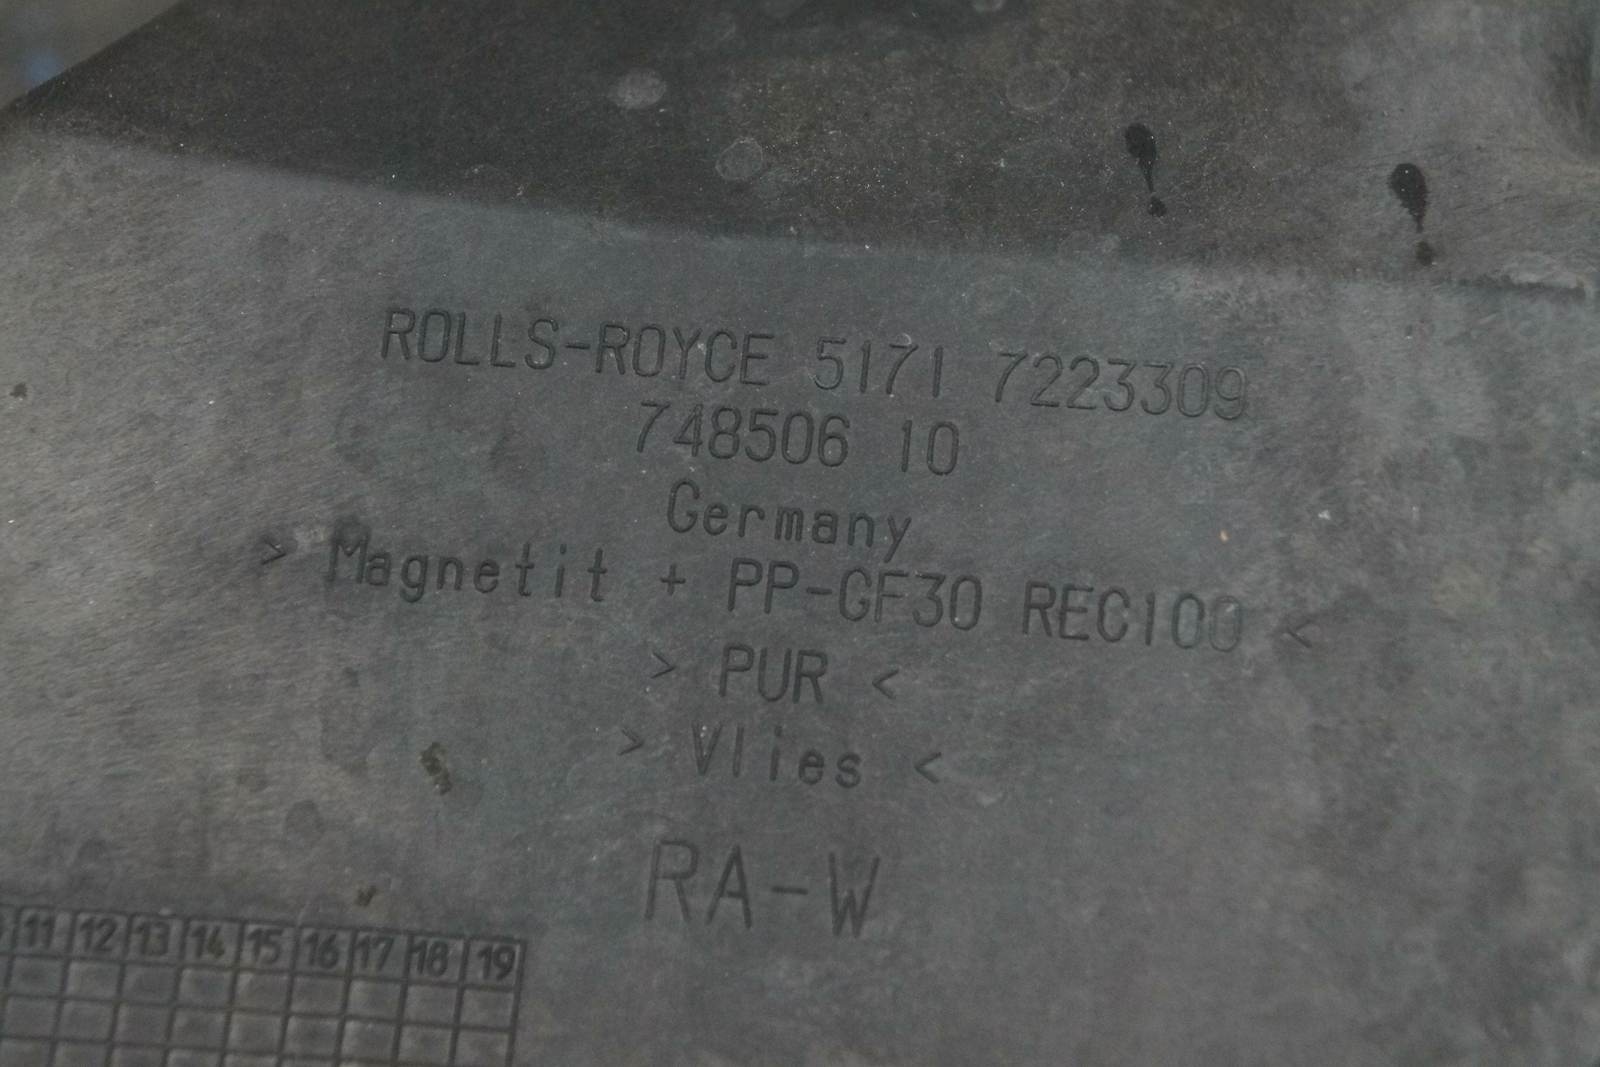 ROLLS-ROYCE 5171 7223309
748506 10
Germany
> Magnetit + PP-GF30 REC100 <
> PUR <
> Vlies <
RA-W
11 12 13 14 15 16 17 18 19